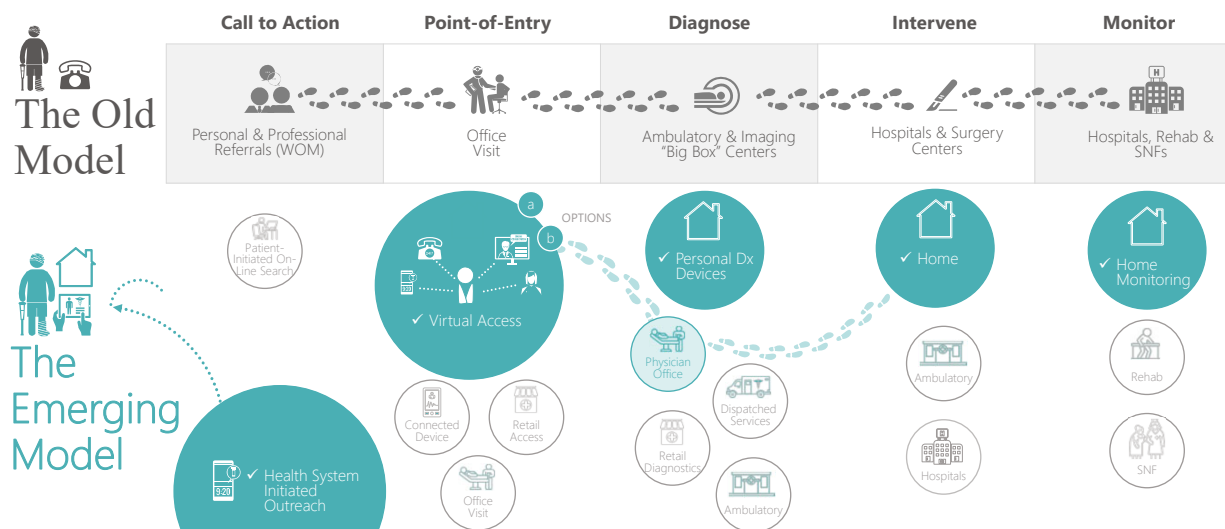 Call to Action
Point-of-Entry
Diagnose
Intervene
Monitor
The Old
Model
Personal & Professional
Referrals (WOM)
Office
Visit
Ambulatory & Imaging
"Big Box" Centers
Hospitals & Surgery
Centers
H
Hospitals, Rehab &
SNFs
The
Emerging
Model
Patient-
Initiated On-
Line Search
✓ Health System
Initiated
Outreach
9:20
a
b
OPTIONS
✓ Virtual Access
Connected
Device
Retail
Access
Office
Visit
✓ Personal Dx
Devices
Physician
Office
Dispatched
Services
Retail
Diagnostics
Ambulatory
✓ Home
Ambulatory
H
Hospitals
✓ Home
Monitoring
Rehab
SNF